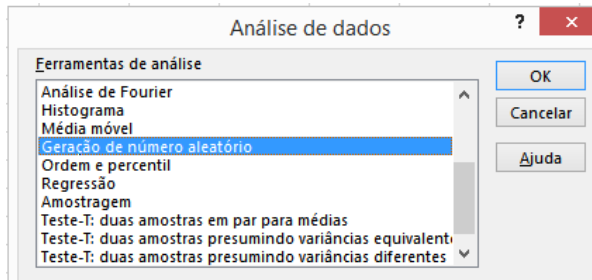 Análise de dados
?
×
Ferramentas de análise
Análise de Fourier
Histograma
Média móvel
Geração de número aleatório
Ordem e percentil
Regressão
Amostragem
Teste-T: duas amostras em par para médias
Teste-T: duas amostras presumindo variâncias equivalente
Teste-T: duas amostras presumindo variâncias diferentes
OK
Cancelar
Ajuda